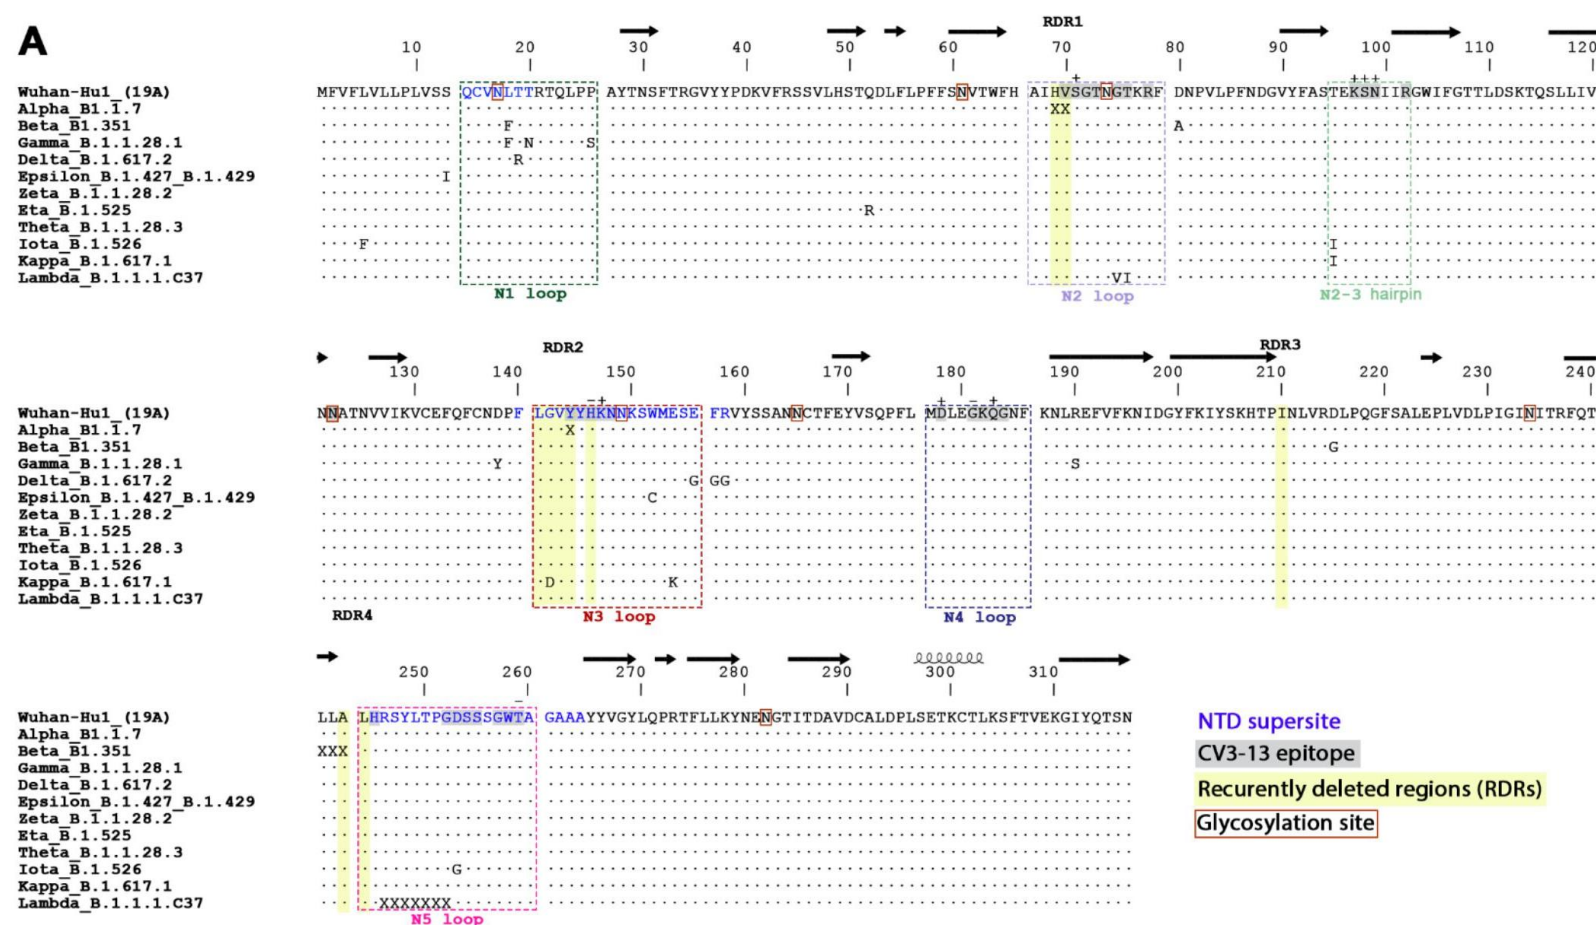 A
RDR1
10 20 30 40 50 60 70 80 90 100 110 120
+ +++
Wuhan-Hu1_(19A) MFVFLVLLPLVSS QCVNLTTRTQLPP AYTNSFTRGVYYPDKVFRSSVLHSTQDLFLPFFSNVTWFH AIHVSGTNGTKRF DNPVLPFNDGVYFASTEKSNIIRGWIFGTTLDSKTQSLLIV
Alpha_B1.1.7 XX
Beta_B1.351 F A
Gamma_B.1.1.28.1 F N S
Delta_B.1.617.2 R
Epsilon_B.1.427_B.1.429 I
Zeta_B.1.1.28.2
Eta_B.1.525 R
Theta_B.1.1.28.3
Iota_B.1.526 F I
Kappa_B.1.617.1 I
Lambda_B.1.1.1.C37 VI
N1 loop N2 loop N2-3 hairpin
RDR2 RDR3
130 140 150 160 170 180 190 200 210 220 230 240
-+ + - +
Wuhan-Hu1_(19A) NNATNVVIKVCEFQFCNDPF LGVYYHKNNKSWMESE FRVYSSANNCTFEYVSQPFL MDLEGKQGNF KNLREFVFKNIDGYFKIYSKHTPINLVRDLPQGFSALEPLVDLPIGINITRFQT
Alpha_B1.1.7 X
Beta_B1.351 G
Gamma_B.1.1.28.1 Y S
Delta_B.1.617.2 G GG
Epsilon_B.1.427_B.1.429 C
Zeta_B.1.1.28.2
Eta_B.1.525
Theta_B.1.1.28.3
Iota_B.1.526
Kappa_B.1.617.1 D K
Lambda_B.1.1.1.C37
RDR4 N3 loop N4 loop
250 260 270 280 290 300 310
-
Wuhan-Hu1_(19A) LLA LHRSYLTPGDSSSGWTA GAAAYYVGYLQPRTFLLKYNENGTITDAVDCALDPLSETKCTLKSFTVEKGIYQTSN
Alpha_B1.1.7
Beta_B1.351 XXX
Gamma_B.1.1.28.1
Delta_B.1.617.2
Epsilon_B.1.427_B.1.429
Zeta_B.1.1.28.2
Eta_B.1.525
Theta_B.1.1.28.3
Iota_B.1.526 G
Kappa_B.1.617.1
Lambda_B.1.1.1.C37 XXXXXXX
N5 loop
NTD supersite
CV3-13 epitope
Recurently deleted regions (RDRs)
Glycosylation site